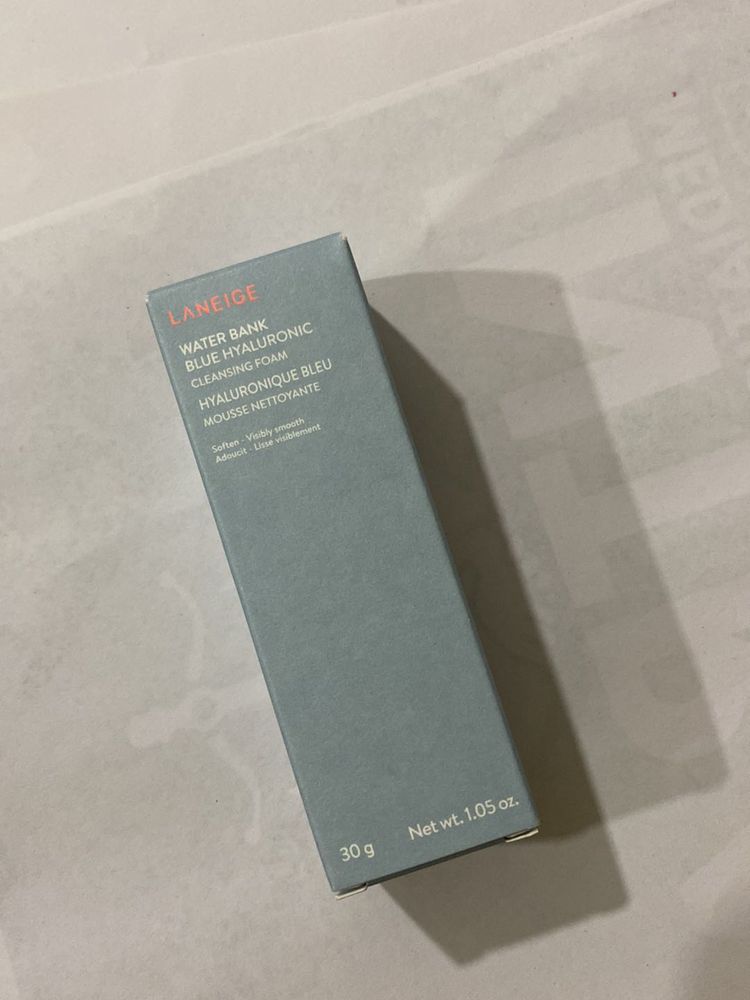 LANEIGE
WATER BANK
BLUE HYALURONIC
CLEANSING FOAM
HYALURONIQUE BLEU
MOUSSE NETTOYANTE
Soften - Visibly smooth
Adoucit - Lisse visiblement
30 g Net wt. 1.05 oz.